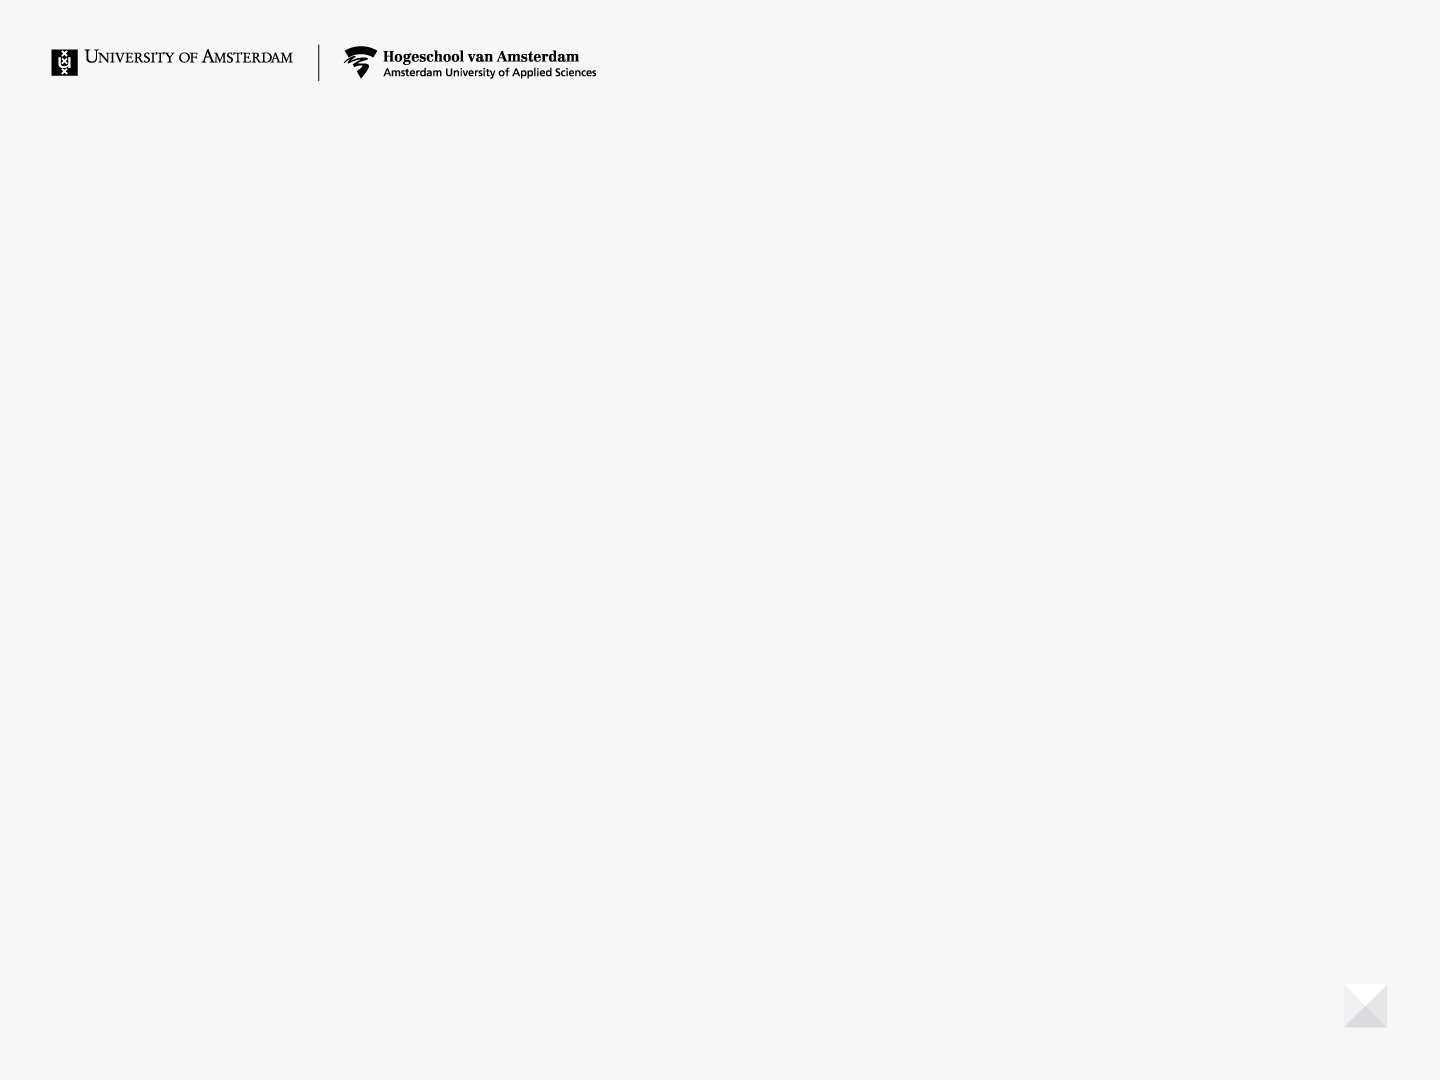 University of Amsterdam
Hogeschool van Amsterdam
Amsterdam University of Applied Sciences